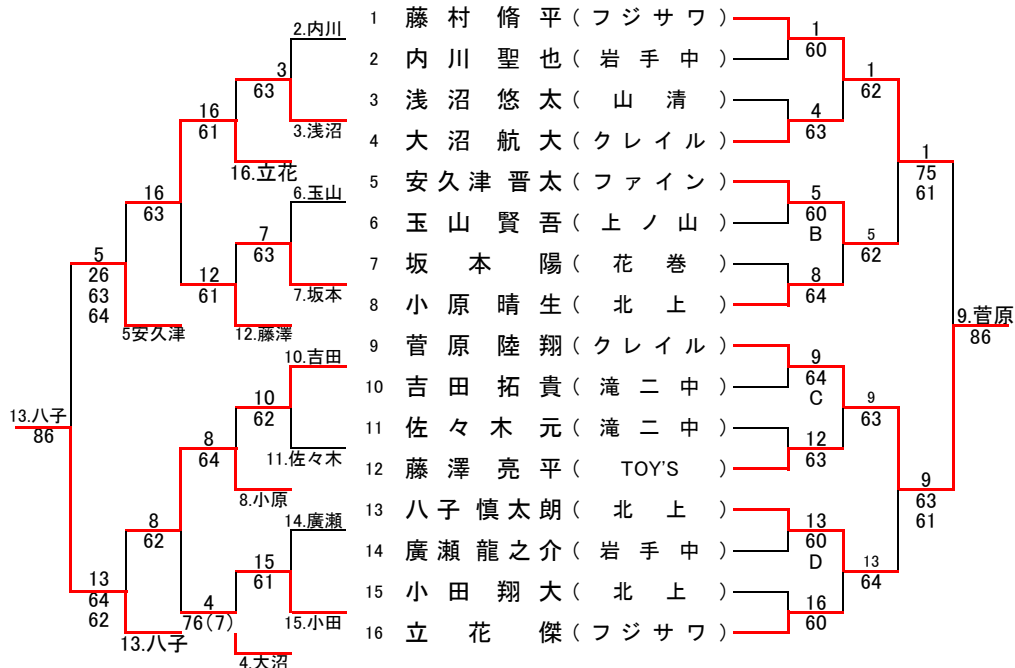 1 藤村脩平（フジサワ）
2 内川聖也（岩手中）
3 浅沼悠太（山清）
4 大沼航大（クレイル）
5 安久津晋太（ファイン）
6 玉山賢吾（上ノ山）
7 坂本陽（花巻）
8 小原晴生（北上）
9 菅原陸翔（クレイル）
10 吉田拓貴（滝二中）
11 佐々木元（滝二中）
12 藤澤亮平（TOY'S）
13 八子慎太朗（北上）
14 廣瀬龍之介（岩手中）
15 小田翔大（北上）
16 立花傑（フジサワ）
2.内川
3
63
3.浅沼
16
61
16.立花
6.玉山
7
63
7.坂本
12
61
12.藤澤
16
63
5
26
63
64
5安久津
10.吉田
10
62
11.佐々木
8
64
8.小原
14.廣瀬
15
61
15.小田
4
76(7)
4.大沼
8
62
13
64
62
13.八子
13.八子
86
1
60
4
63
1
62
5
60
B
8
64
5
62
1
75
61
9
64
C
12
63
9
63
13
60
D
16
60
13
64
9
63
61
9.菅原
86